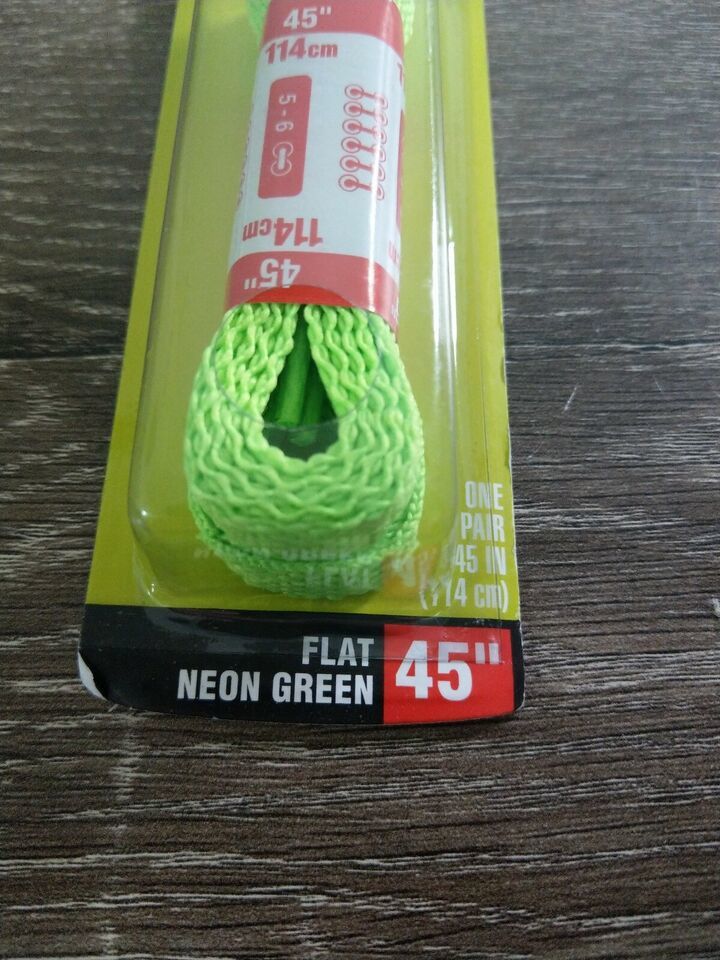 45"
114cm
5 - 6
114cm
45"
ONE
PAIR
45 IN
(114 cm)
FLAT
NEON GREEN
45"